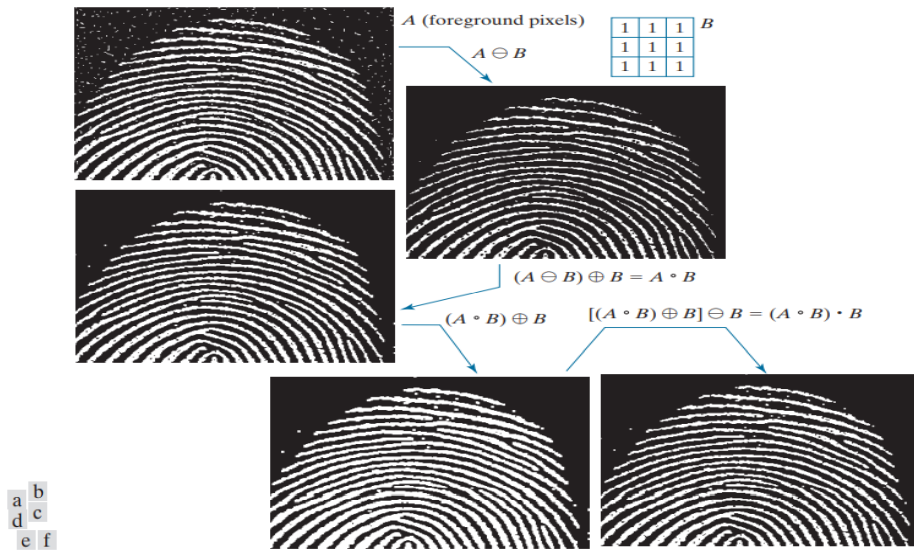 A (foreground pixels)
A ⊖ B
1 1 1 B
1 1 1
1 1 1
(A ⊖ B) ⊕ B = A ∘ B
(A ∘ B) ⊕ B
[(A ∘ B) ⊕ B] ⊖ B = (A ∘ B) • B
a b
d c
e f